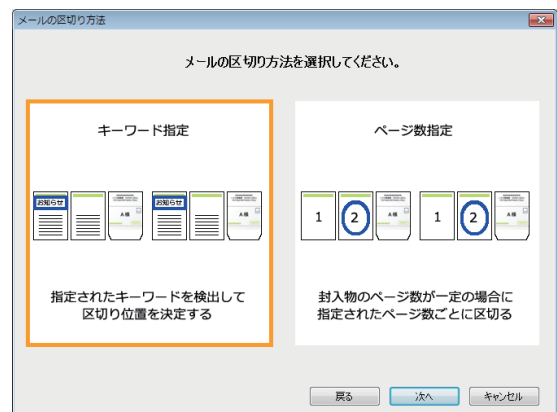 メールの区切り方法
メールの区切り方法を選択してください。
キーワード指定
お知らせ
A様
お知らせ
A様
指定されたキーワードを検出して
区切り位置を決定する
ページ数指定
1
2
A様
1
2
A様
封入物のページ数が一定の場合に
指定されたページ数ごとに区切る
戻る
次へ
キャンセル